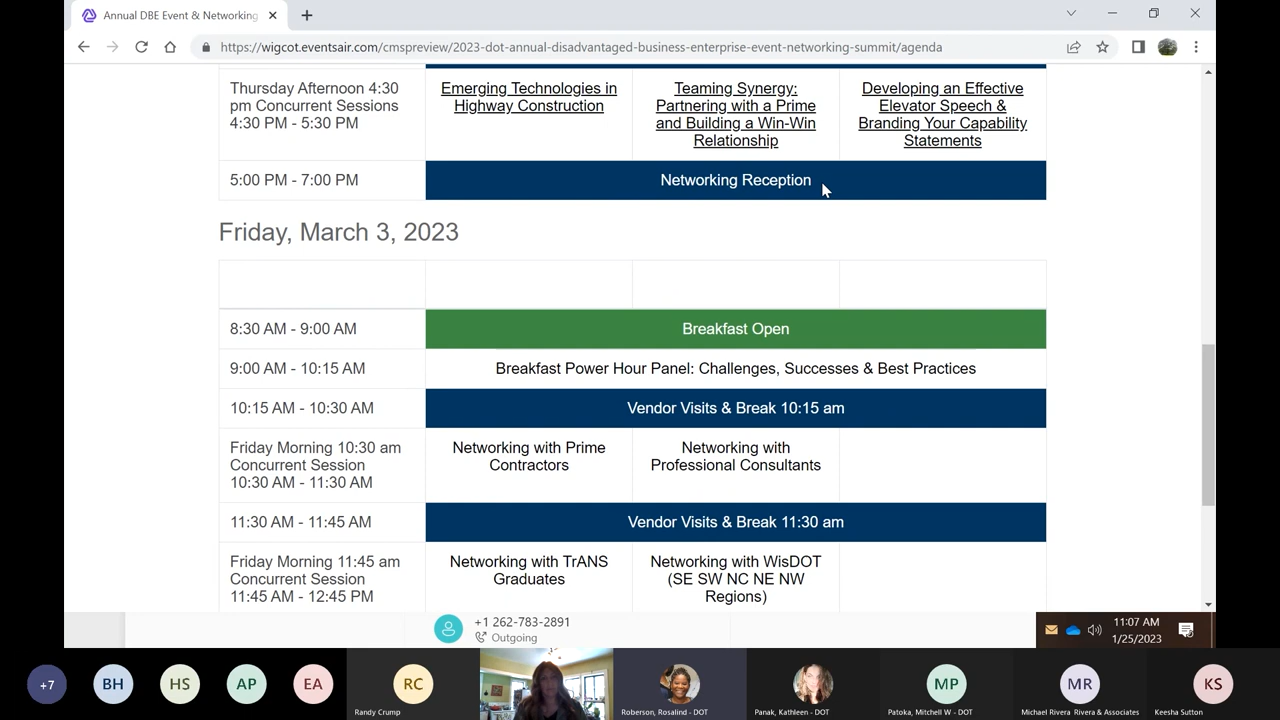 Annual DBE Event & Networking
https://wigcot.eventsair.com/cmspreview/2023-dot-annual-disadvantaged-business-enterprise-event-networking-summit/agenda
Thursday Afternoon 4:30
pm Concurrent Sessions
4:30 PM - 5:30 PM
Emerging Technologies in
Highway Construction
Teaming Synergy:
Partnering with a Prime
and Building a Win-Win
Relationship
Developing an Effective
Elevator Speech &
Branding Your Capability
Statements
5:00 PM - 7:00 PM
Networking Reception
Friday, March 3, 2023
8:30 AM - 9:00 AM
Breakfast Open
9:00 AM - 10:15 AM
Breakfast Power Hour Panel: Challenges, Successes & Best Practices
10:15 AM - 10:30 AM
Vendor Visits & Break 10:15 am
Friday Morning 10:30 am
Concurrent Session
10:30 AM - 11:30 AM
Networking with Prime
Contractors
Networking with
Professional Consultants
11:30 AM - 11:45 AM
Vendor Visits & Break 11:30 am
Friday Morning 11:45 am
Concurrent Session
11:45 AM - 12:45 PM
Networking with TrANS
Graduates
Networking with WisDOT
(SE SW NC NE NW
Regions)
+1 262-783-2891
Outgoing
11:07 AM
1/25/2023
+7
BH
HS
AP
EA
RC
Randy Crump
Roberson, Rosalind - DOT
Panak, Kathleen - DOT
MP
Patoka, Mitchell W - DOT
MR
Michael Rivera Rivera & Associates
KS
Keesha Sutton